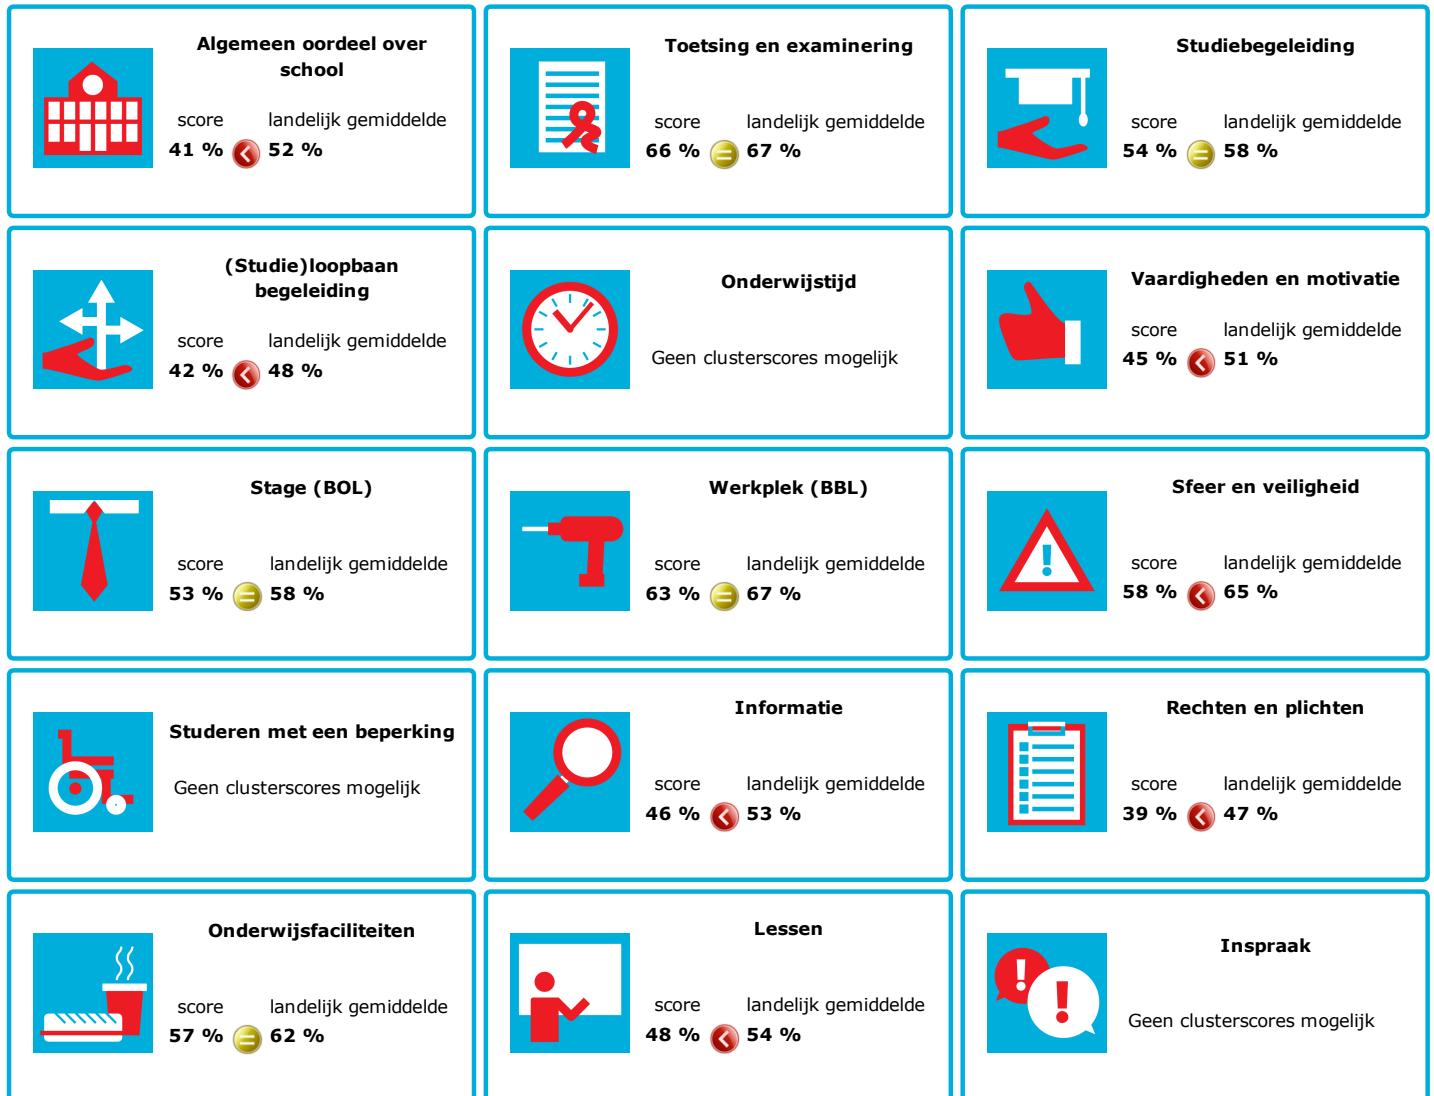 Algemeen oordeel over
school
score landelijk gemiddelde
41 % 52 %
Toetsing en examinering
score landelijk gemiddelde
66 % = 67 %
Studiebegeleiding
score landelijk gemiddelde
54 % = 58 %
(Studie)loopbaan
begeleiding
score landelijk gemiddelde
42 % 48 %
Onderwijstijd
Geen clusterscores mogelijk
Vaardigheden en motivatie
score landelijk gemiddelde
45 % 51 %
Stage (BOL)
score landelijk gemiddelde
53 % = 58 %
Werkplek (BBL)
score landelijk gemiddelde
63 % = 67 %
Sfeer en veiligheid
!
score landelijk gemiddelde
58 % 65 %
Studeren met een beperking
Geen clusterscores mogelijk
Informatie
score landelijk gemiddelde
46 % 53 %
Rechten en plichten
score landelijk gemiddelde
39 % 47 %
Onderwijsfaciliteiten
score landelijk gemiddelde
57 % = 62 %
Lessen
score landelijk gemiddelde
48 % 54 %
Inspraak
! !
Geen clusterscores mogelijk